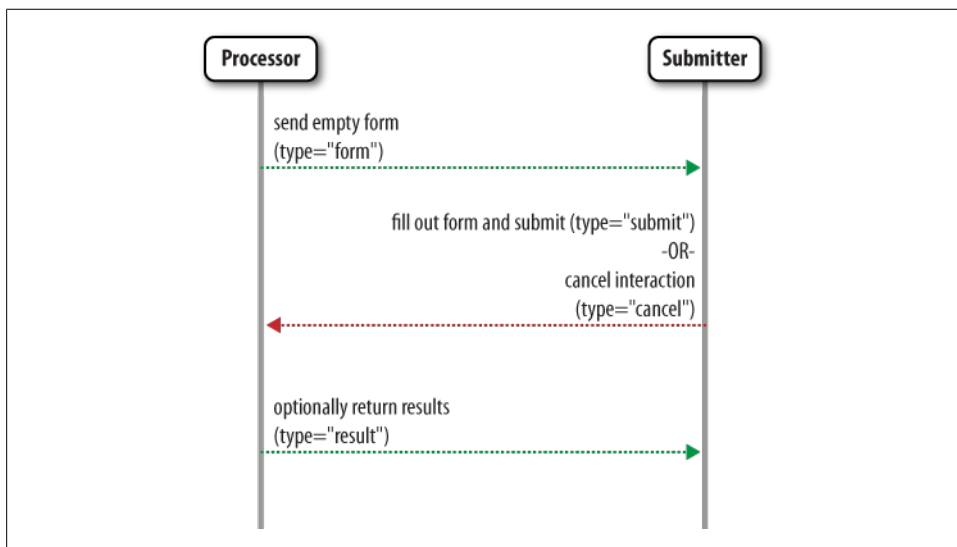 Processor
Submitter
send empty form
(type="form")
fill out form and submit (type="submit")
-OR-
cancel interaction
(type="cancel")
optionally return results
(type="result")